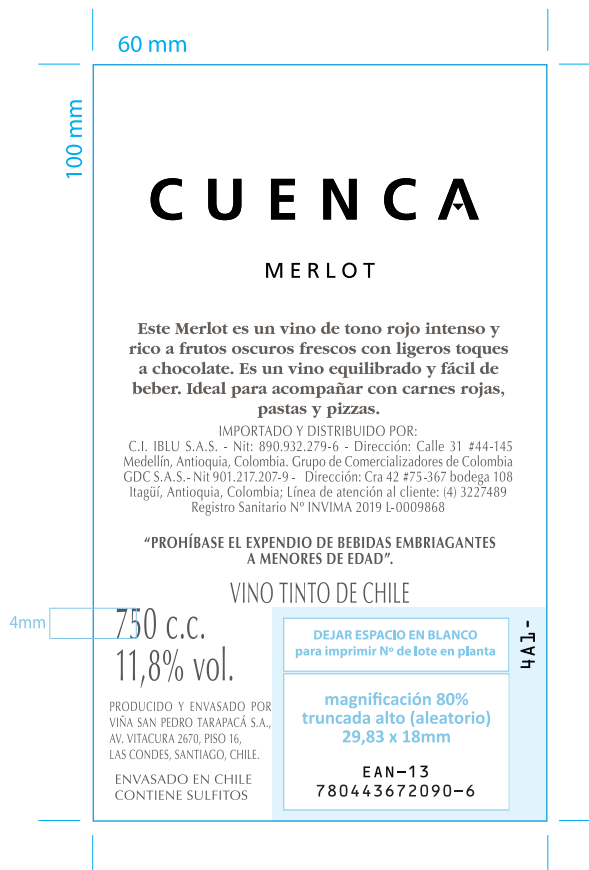 60 mm
100 mm
CUENCA
MERLOT
Este Merlot es un vino de tono rojo intenso y
rico a frutos oscuros frescos con ligeros toques
a chocolate. Es un vino equilibrado y fácil de
beber. Ideal para acompañar con carnes rojas,
pastas y pizzas.
IMPORTADO Y DISTRIBUIDO POR:
C.I. IBLU S.A.S. - Nit: 890.932.279-6 - Dirección: Calle 31 #44-145
Medellín, Antioquia, Colombia. Grupo de Comercializadores de Colombia
GDC S.A.S.- Nit 901.217.207-9 - Dirección: Cra 42 #75-367 bodega 108
Itagüí, Antioquia, Colombia; Línea de atención al cliente: (4) 3227489
Registro Sanitario Nº INVIMA 2019 L-0009868
“PROHÍBASE EL EXPENDIO DE BEBIDAS EMBRIAGANTES
A MENORES DE EDAD”.
VINO TINTO DE CHILE
4mm
750 c.c.
11,8% vol.
PRODUCIDO Y ENVASADO POR
VIÑA SAN PEDRO TARAPACÁ S.A.,
AV. VITACURA 2670, PISO 16,
LAS CONDES, SANTIAGO, CHILE.
ENVASADO EN CHILE
CONTIENE SULFITOS
DEJAR ESPACIO EN BLANCO
para imprimir Nº de lote en planta
4AL-
magnificación 80%
truncada alto (aleatorio)
29,83 x 18mm
EAN-13
780443672090-6